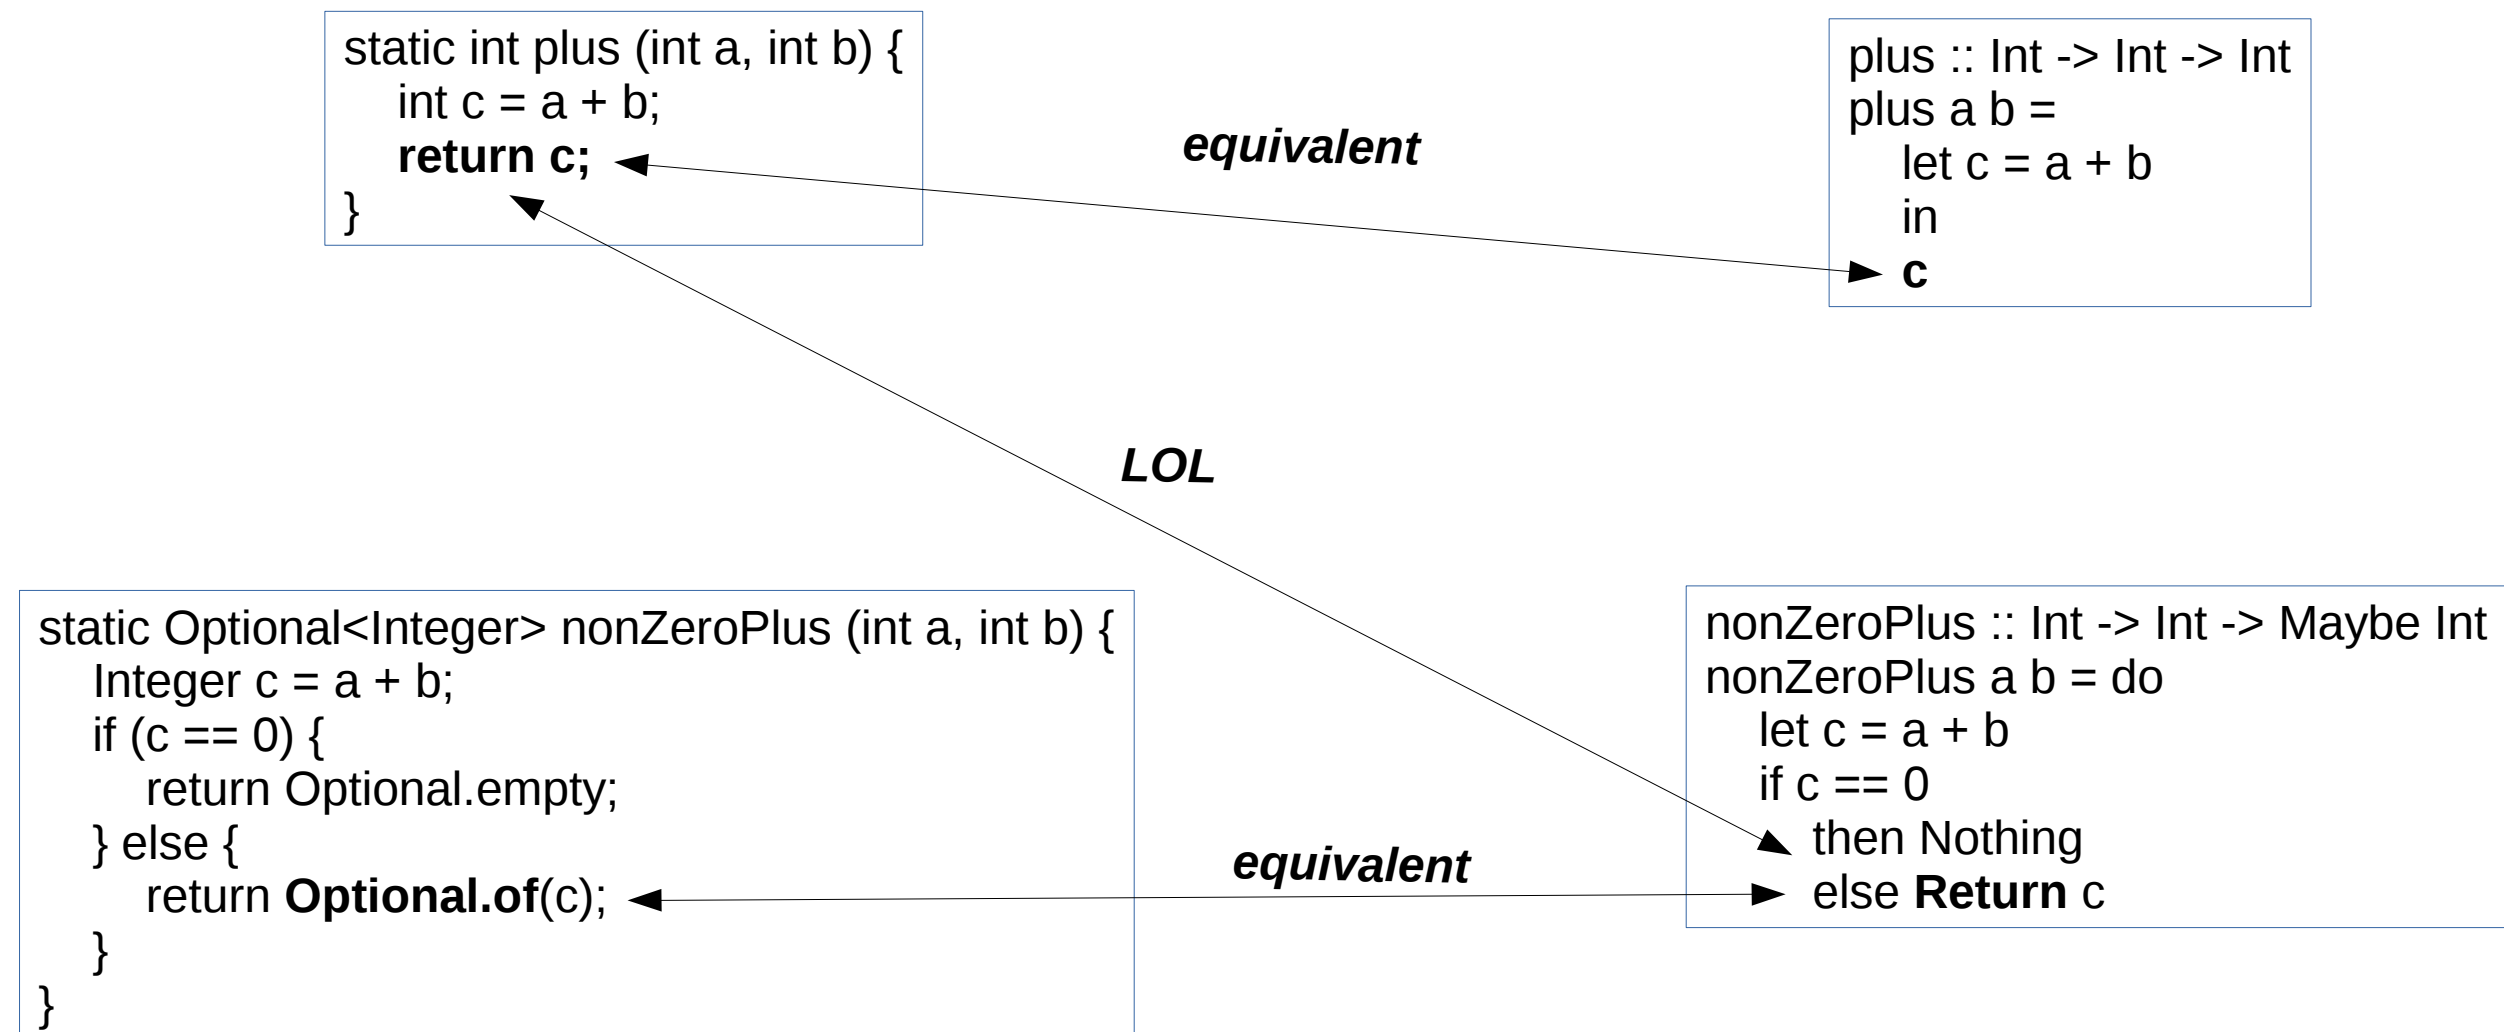 static int plus (int a, int b) {
int c = a + b;
return c;
}
equivalent
plus :: Int -> Int -> Int
plus a b =
let c = a + b
in
c
LOL
static Optional<Integer> nonZeroPlus (int a, int b) {
Integer c = a + b;
if (c == 0) {
return Optional.empty;
} else {
return Optional.of(c);
}
}
equivalent
nonZeroPlus :: Int -> Int -> Maybe Int
nonZeroPlus a b = do
let c = a + b
if c == 0
then Nothing
else Return c